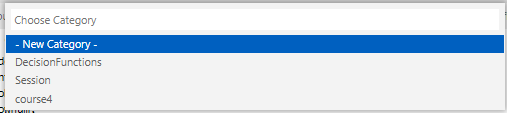 Choose Category
- New Category -
DecisionFunctions
Session
course4